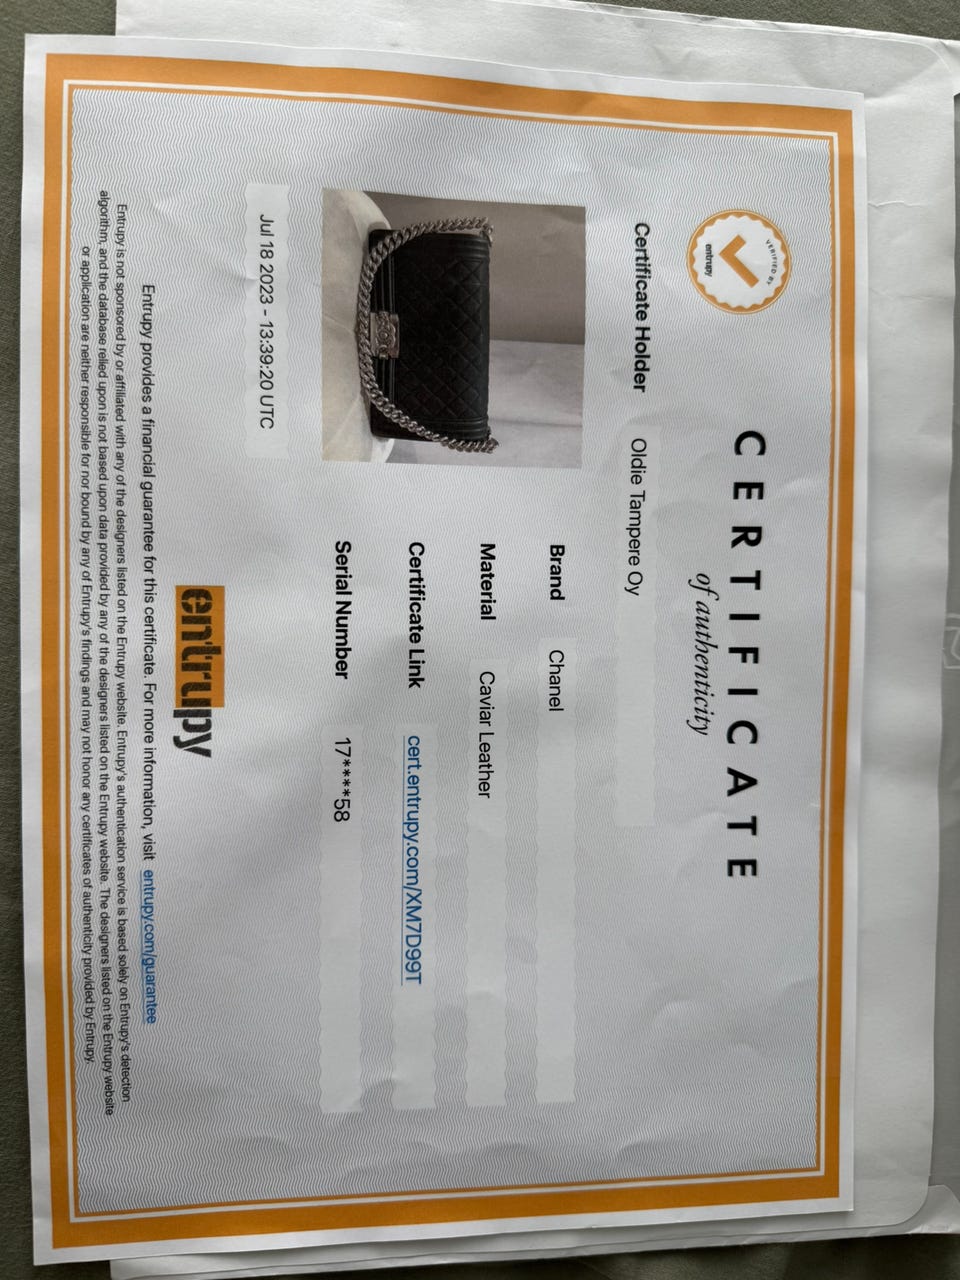 CERTIFICATE
of authenticity
VERIFIED BY
entrupy
Certificate Holder Oldie Tampere Oy
Brand Chanel
Material Caviar Leather
Certificate Link cert.entrupy.com/XM7D99T
Serial Number 17****58
Jul 18 2023 - 13:39:20 UTC
entrupy
Entrupy provides a financial guarantee for this certificate. For more information, visit entrupy.com/guarantee
Entrupy is not sponsored by or affiliated with any of the designers listed on the Entrupy website. Entrupy's authentication service is based solely on Entrupy's detection
algorithm, and the database relied upon is not based upon data provided by any of the designers listed on the Entrupy website. The designers listed on the Entrupy website
or application are neither responsible for nor bound by any of Entrupy's findings and may not honor any certificates of authenticity provided by Entrupy.